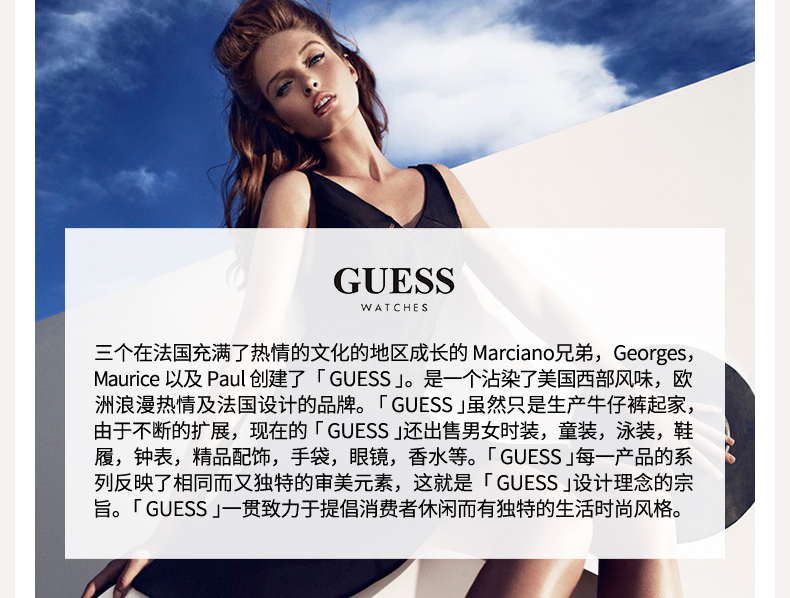 GUESS
WATCHES
三个在法国充满了热情的文化的地区成长的 Marciano兄弟，Georges，
Maurice 以及 Paul 创建了「 GUESS 」。是一个沾染了美国西部风味，欧
洲浪漫热情及法国设计的品牌。「 GUESS 」虽然只是生产牛仔裤起家，
由于不断的扩展，现在的「 GUESS 」还出售男女时装，童装，泳装，鞋
履，钟表，精品配饰，手袋，眼镜，香水等。「 GUESS 」每一产品的系
列反映了相同而又独特的审美元素，这就是「 GUESS 」设计理念的宗
旨。「 GUESS 」一贯致力于提倡消费者休闲而有独特的生活时尚风格。